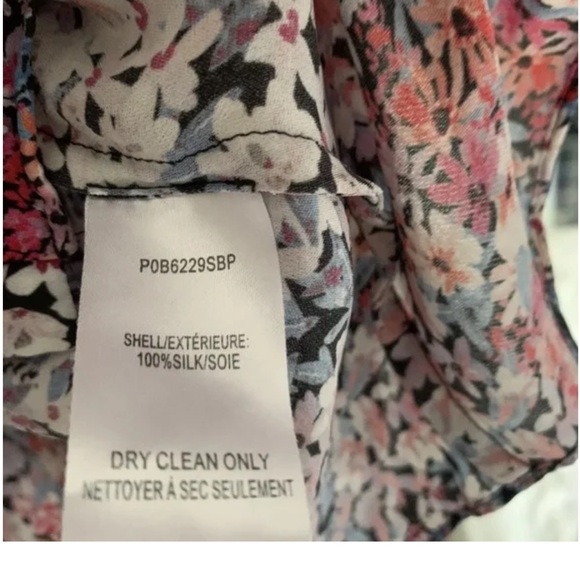 P0B6229SBP
SHELL/EXTÉRIEURE:
100%SILK/SOIE
DRY CLEAN ONLY
NETTOYER À SEC SEULEMENT